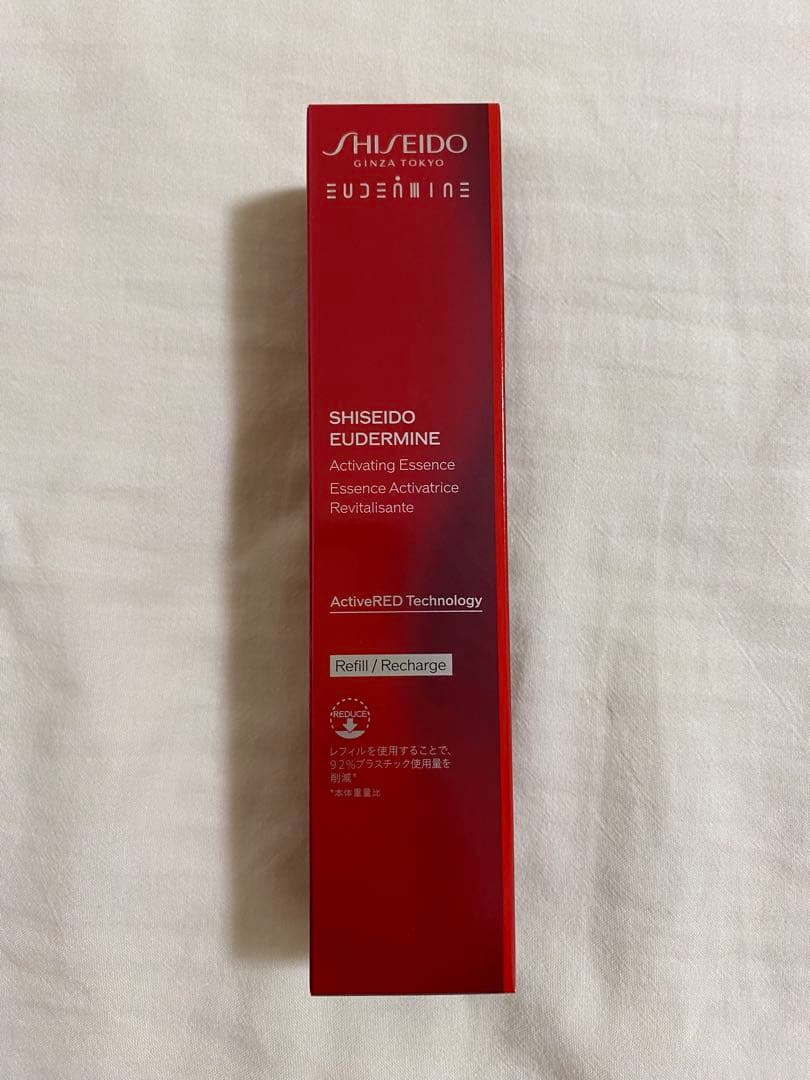 SHISEIDO
GINZA TOKYO
EUDERMINE
SHISEIDO
EUDERMINE
Activating Essence
Essence Activatrice
Revitalisante
ActiveRED Technology
Refill / Recharge
REDUCE
レフィルを使用することで、
92%プラスチック使用量を
削減*
*本体重量比